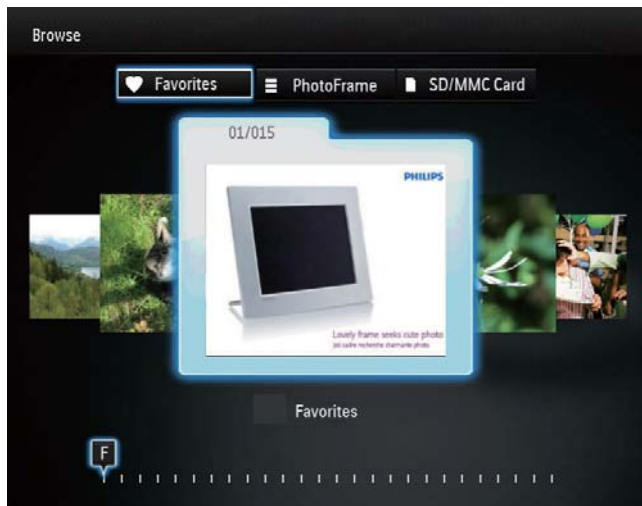 Browse
Favorites
PhotoFrame
SD/MMC Card
01/015
PHILIPS
Lovely frame seeks cute photo
Joli cadre recherche charmante photo
Favorites
F